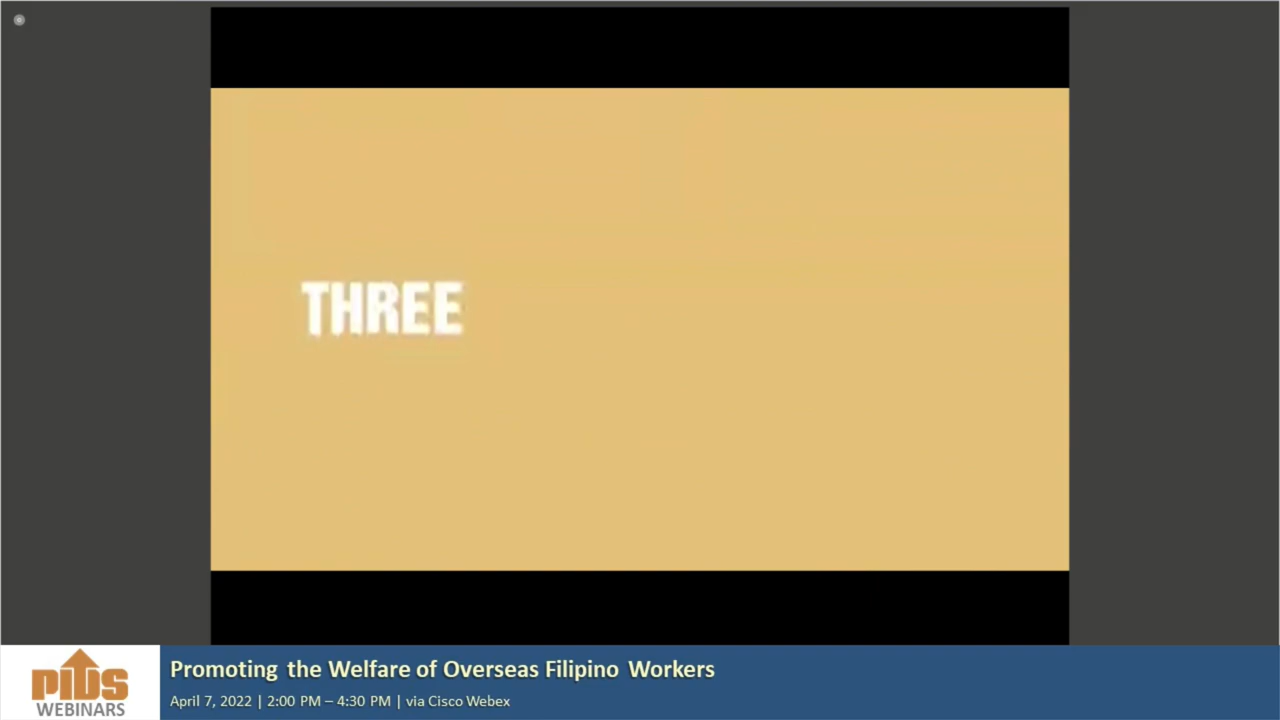 THREE
pids
WEBINARS
Promoting the Welfare of Overseas Filipino Workers
April 7, 2022 | 2:00 PM – 4:30 PM | via Cisco Webex